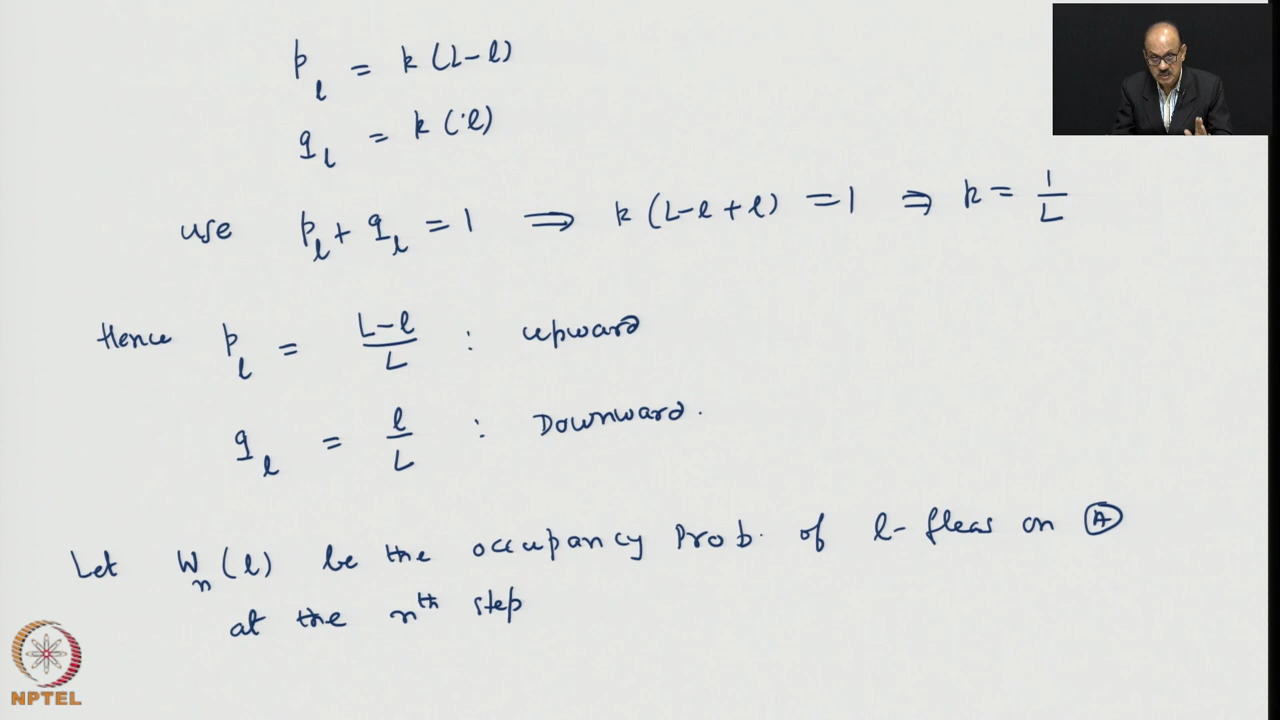 p_l = k (L-l)
q_l = k (l)
use p_l + q_l = 1 ⇒ k (L-l+l) = 1 ⇒ k = 1/L
Hence p_l = (L-l)/L : upward
q_l = l/L : Downward.
Let W_n(l) be the occupancy Prob. of l-fleas on Ⓐ
at the nth step
NPTEL